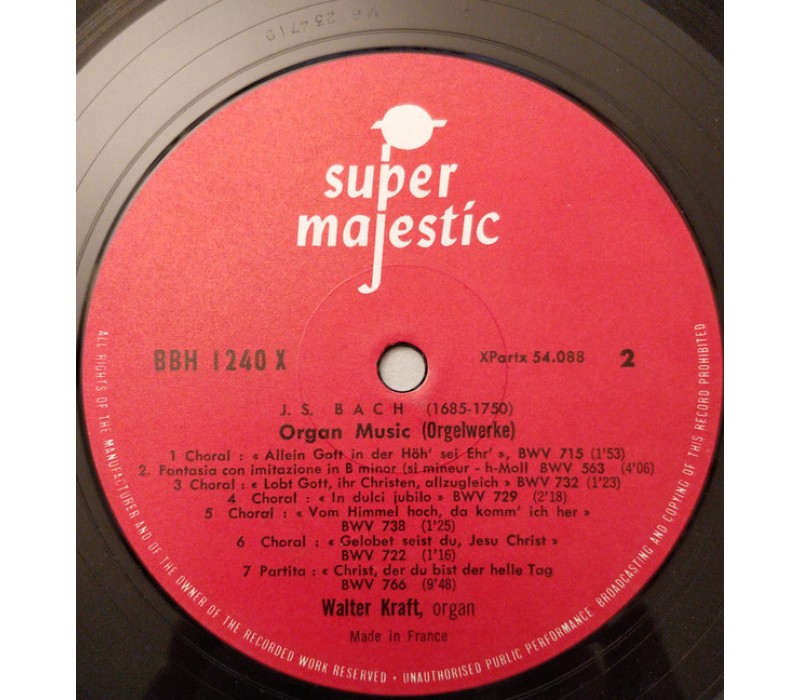 super
majestic
BBH 1240 X
XPartx 54.088 2
J. S. BACH (1685-1750)
Organ Music (Orgelwerke)
1 Choral : « Allein Gott in der Höh' sei Ehr' », BWV 715 (1'53)
2. Fantasia con imitazione in B minor (si mineur - h-Moll BWV 563 (4'06)
3 Choral : « Lobt Gott, ihr Christen, allzugleich » BWV 732 (1'23)
4 Choral : « In dulci jubilo » BWV 729 (2'18)
5 Choral : « Vom Himmel hoch, da komm' ich her »
BWV 738 (1'25)
6 Choral : « Gelobet seist du, Jesu Christ »
BWV 722 (1'16)
7 Partita : « Christ, der du bist der helle Tag
BWV 766 (9'48)
Walter Kraft, organ
Made in France
ALL RIGHTS OF THE MANUFACTURER AND OF THE OWNER OF THE RECORDED WORK RESERVED • UNAUTHORISED PUBLIC PERFORMANCE BROADCASTING AND COPYING OF THIS RECORD PROHIBITED